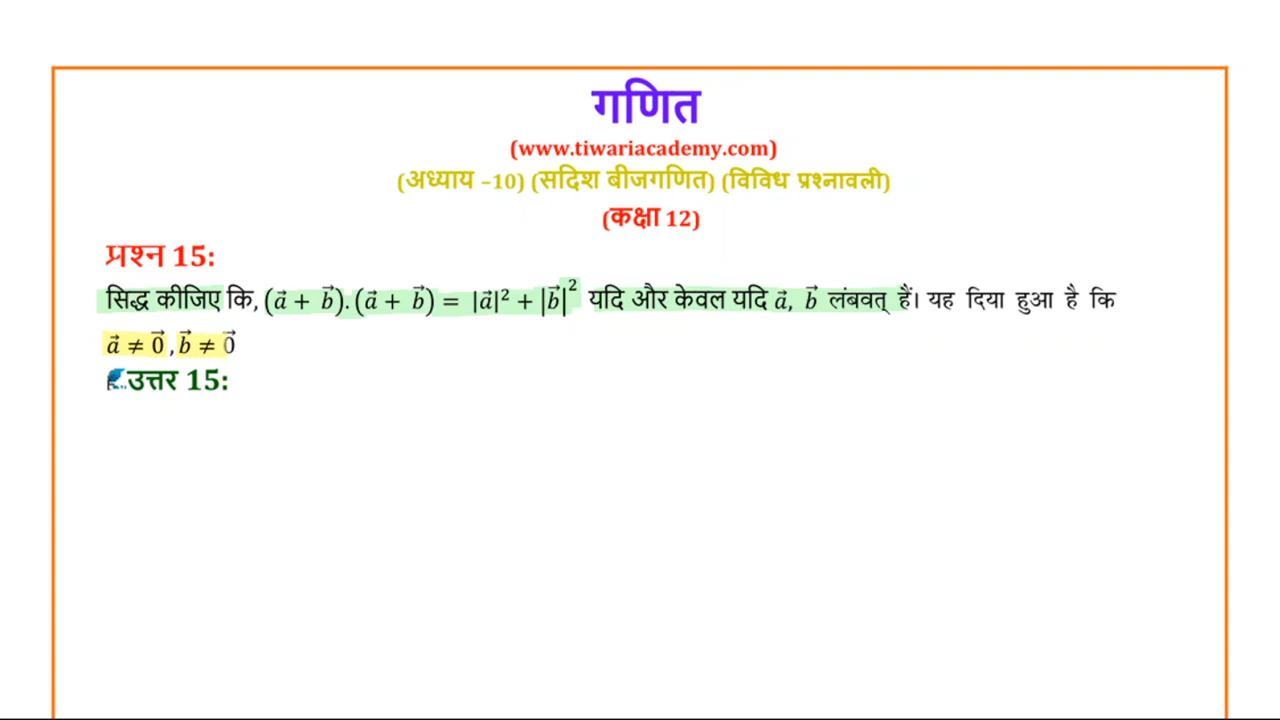 गणित
(www.tiwariacademy.com)
(अध्याय –10) (सदिश बीजगणित) (विविध प्रश्नावली)
(कक्षा 12)
प्रश्न 15:
सिद्ध कीजिए कि, (a⃗ + b⃗).(a⃗ + b⃗) = |a⃗|² + |b⃗|² यदि और केवल यदि a⃗, b⃗ लंबवत् हैं। यह दिया हुआ है कि
a⃗ ≠ 0⃗ , b⃗ ≠ 0⃗
उत्तर 15: